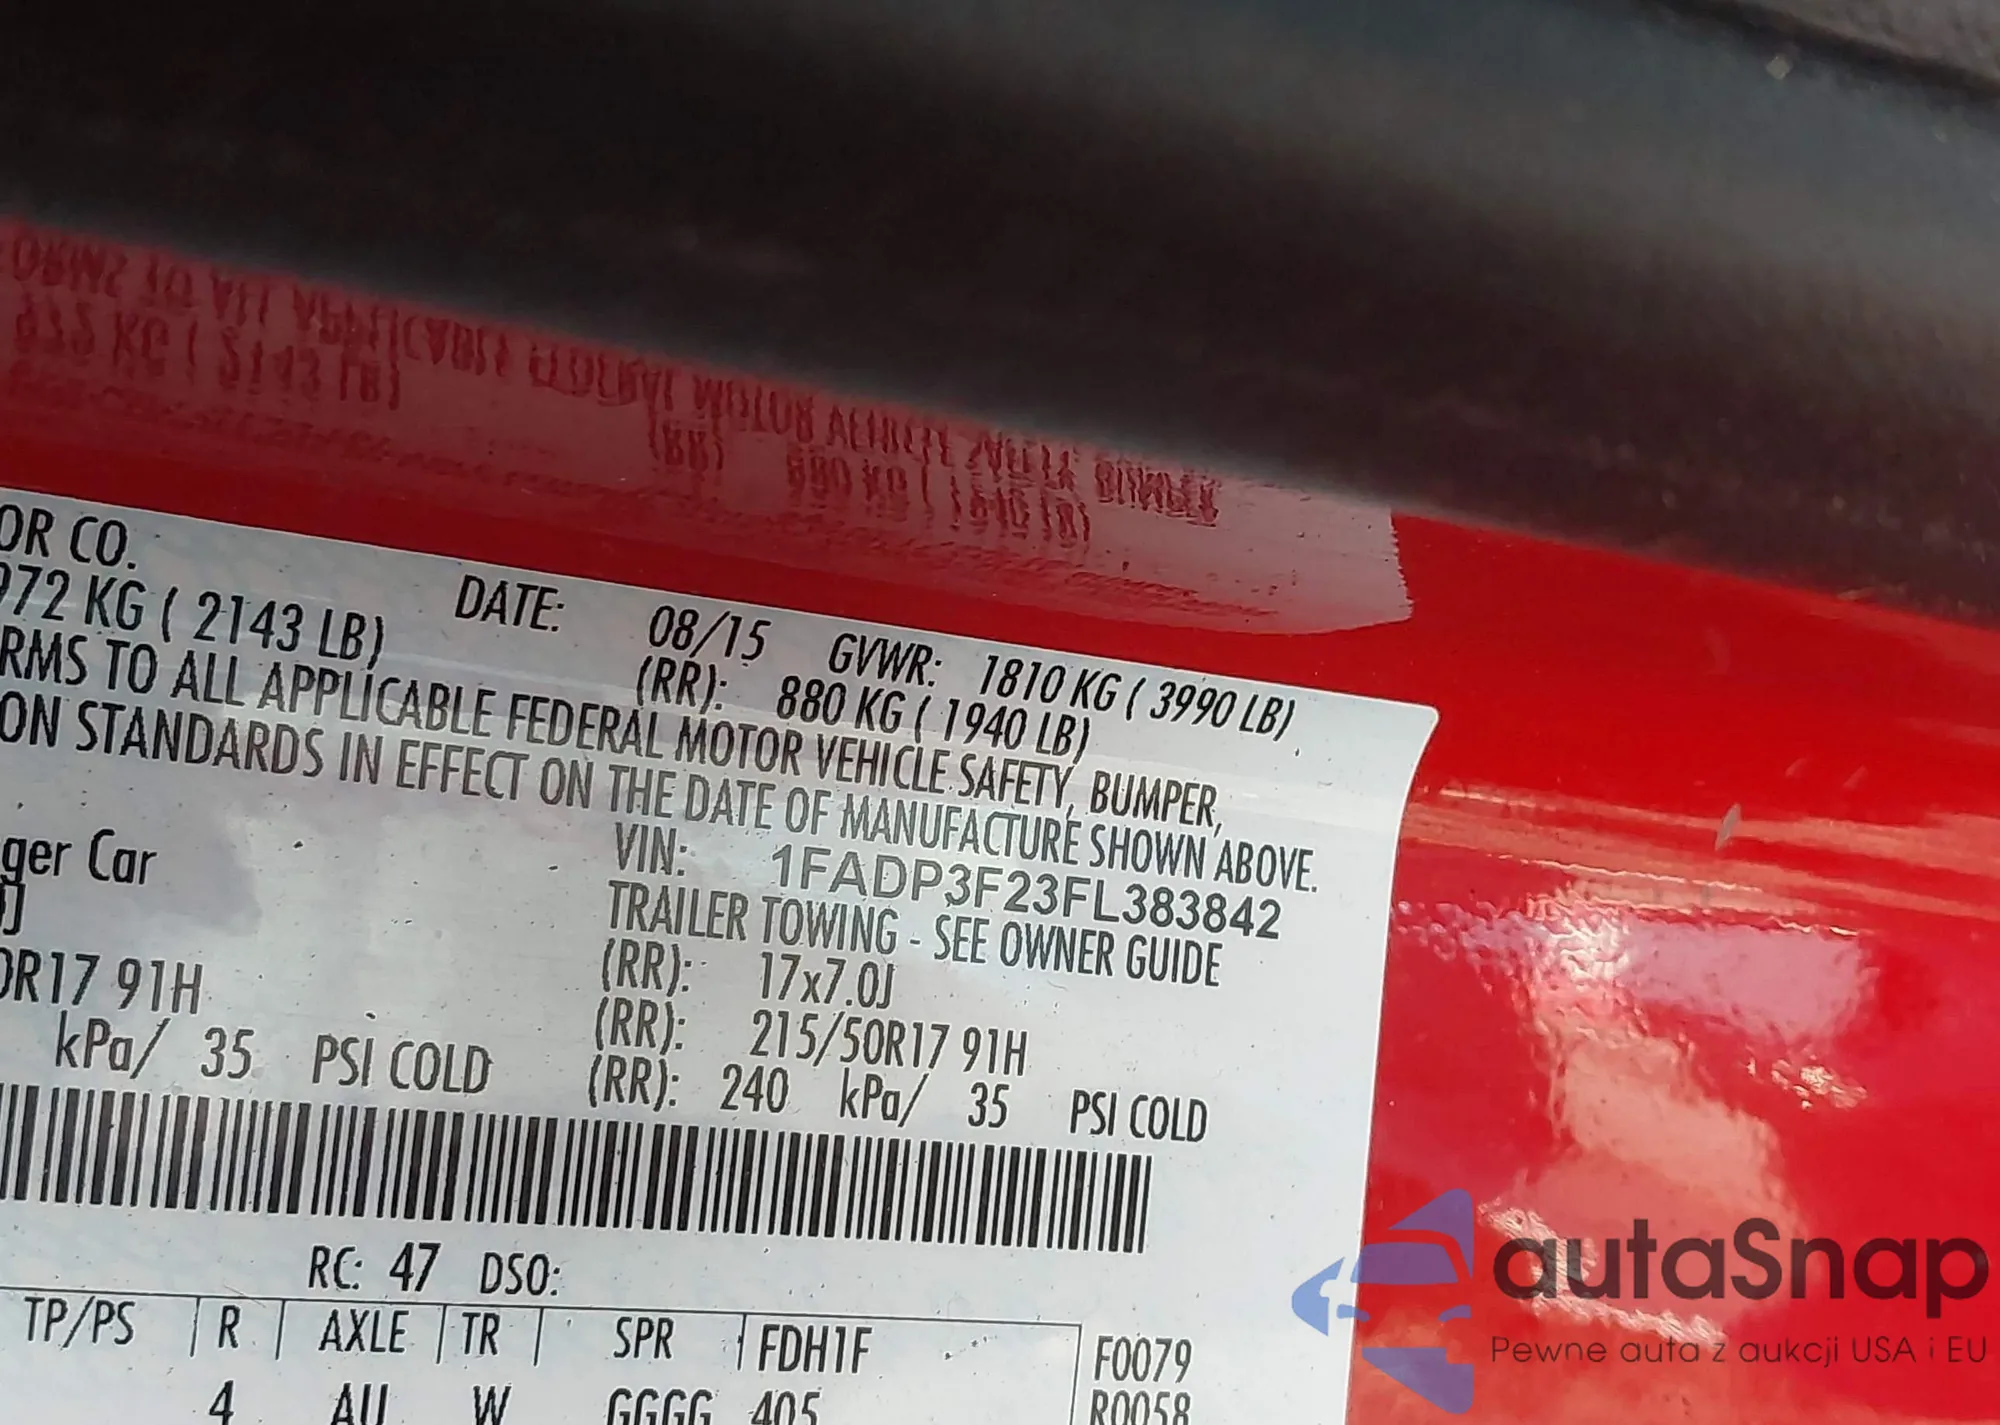 OR CO.
DATE: 08/15 GVWR: 1810 KG ( 3990 LB)
972 KG ( 2143 LB) (RR): 880 KG ( 1940 LB)
RMS TO ALL APPLICABLE FEDERAL MOTOR VEHICLE SAFETY, BUMPER,
ON STANDARDS IN EFFECT ON THE DATE OF MANUFACTURE SHOWN ABOVE.
VIN: 1FADP3F23FL383842
ger Car TRAILER TOWING - SEE OWNER GUIDE
J (RR): 17x7.0J
0R17 91H (RR): 215/50R17 91H
kPa/ 35 PSI COLD (RR): 240 kPa/ 35 PSI COLD
RC: 47 DSO:
TP/PS R AXLE TR SPR FDH1F F0079
4 AU W GGGG 405 R0058
autaSnap
Pewne auta z aukcji USA i EU